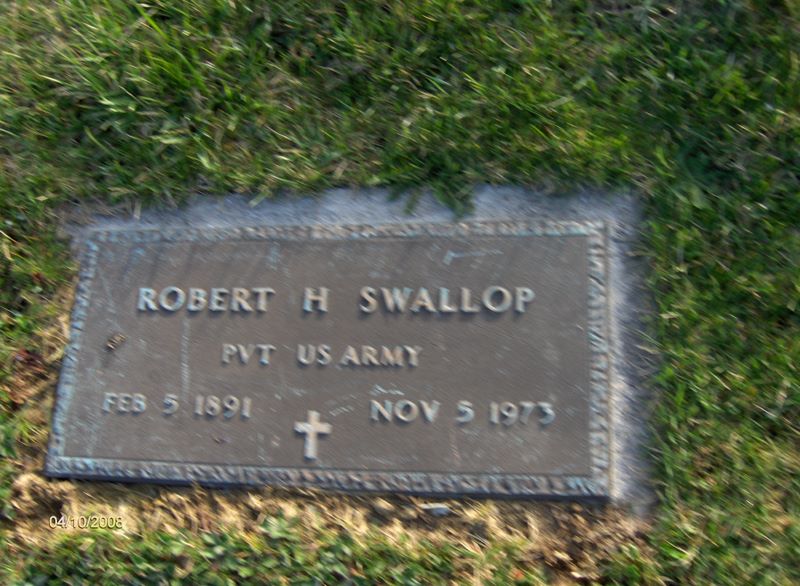 ROBERT H SWALLOP
PVT US ARMY
FEB 5 1891 NOV 5 1973
04/10/2008